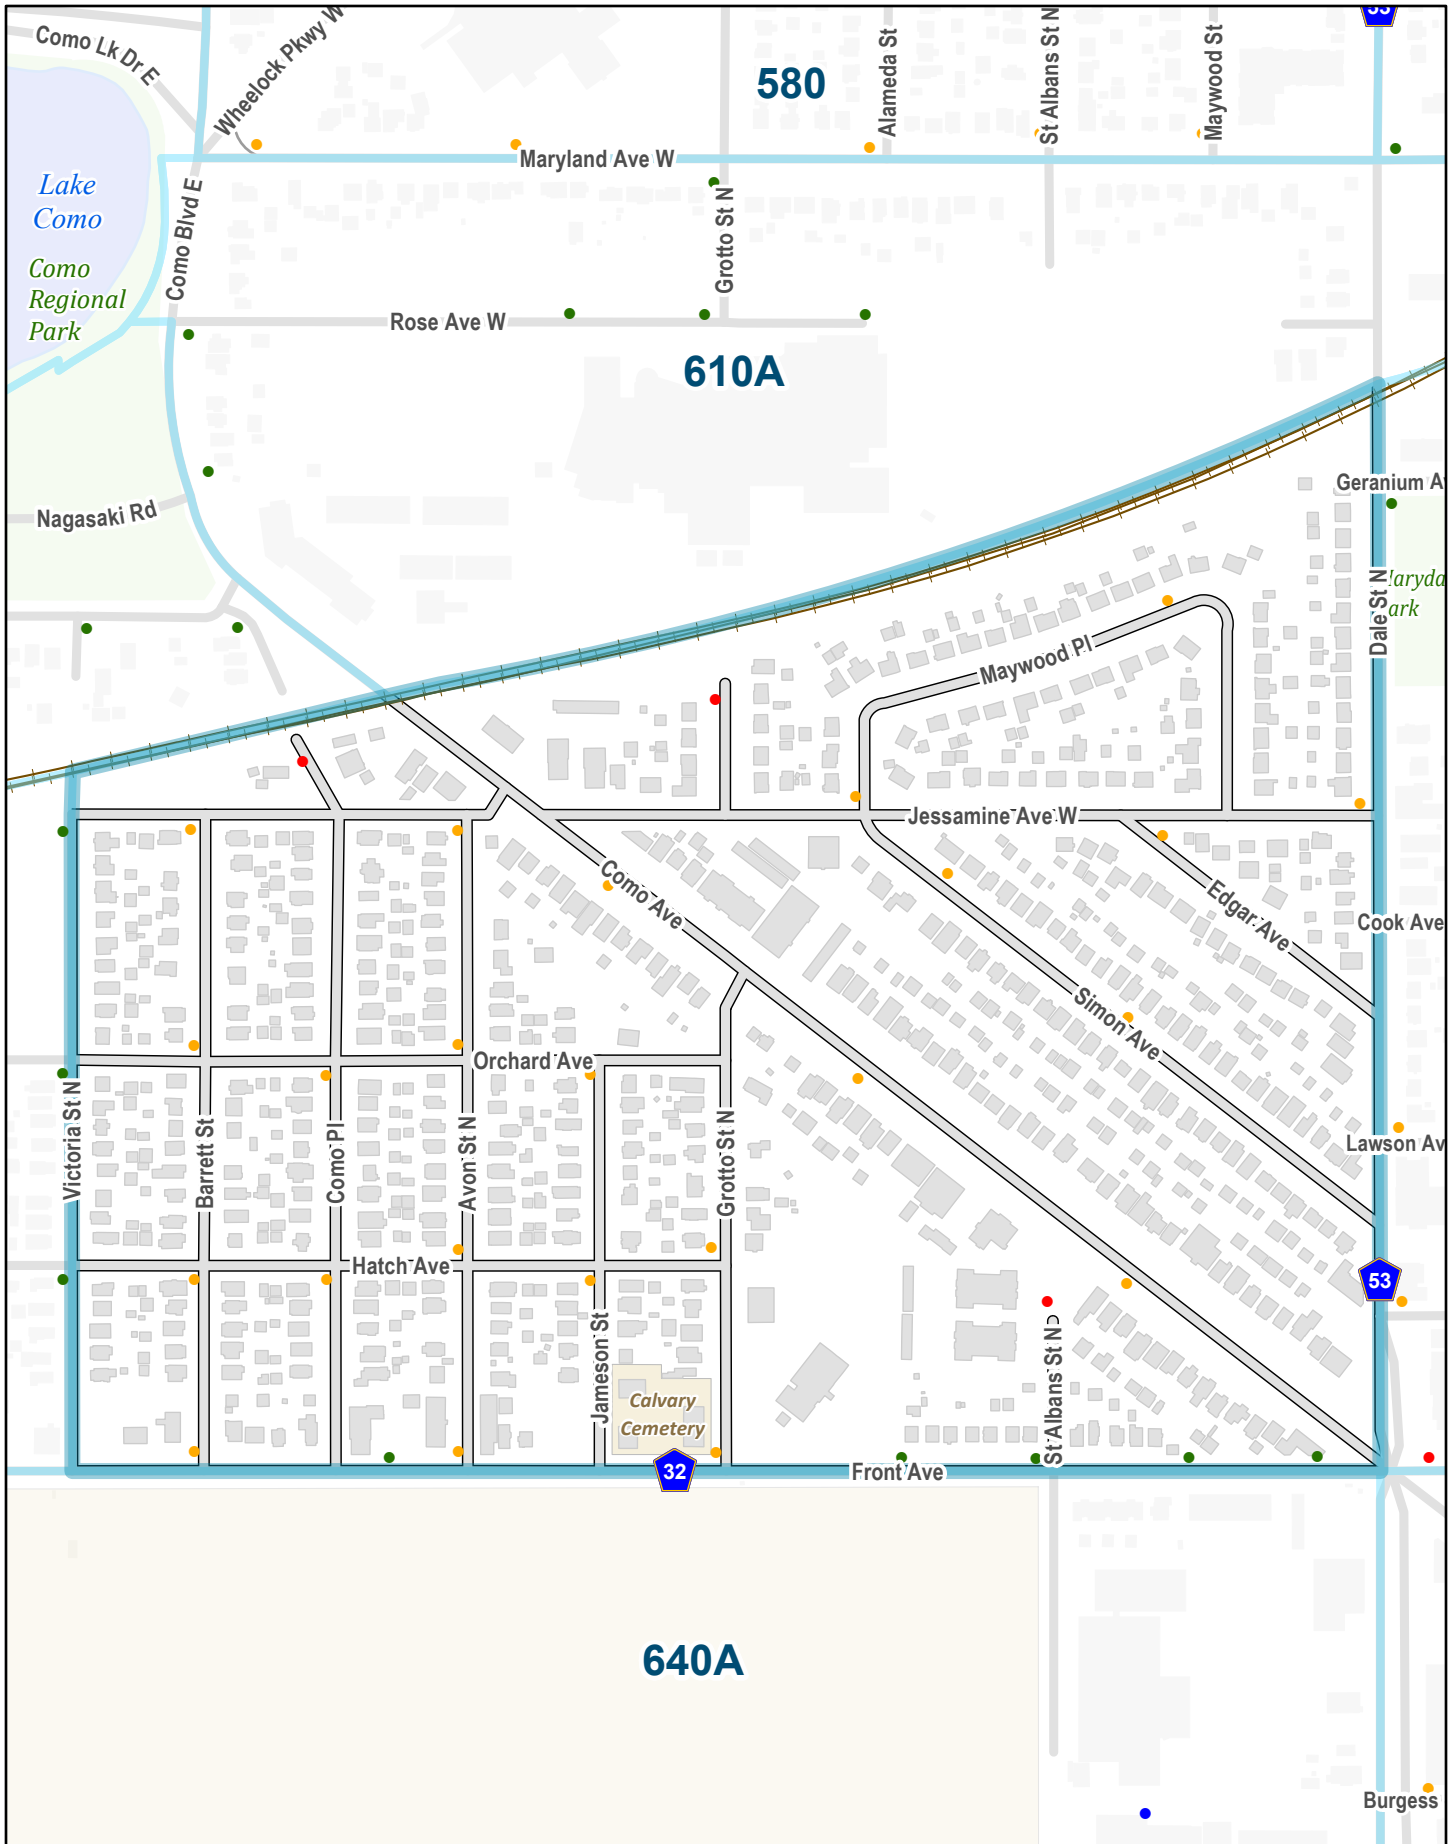 53
Como Lk Dr E
Wheelock Pkwy W
580
Alameda St
St Albans St N
Maywood St
Maryland Ave W
Lake
Como
Como Blvd E
Grotto St N
Como
Regional
Park
Rose Ave W
610A
Geranium Av
Nagasaki Rd
Dale St N
ark
Maywood Pl
Jessamine Ave W
Como Ave
Edgar Ave
Cook Ave
Simon Ave
Orchard Ave
Victoria St N
Barrett St
Como Pl
Avon St N
Grotto St N
Lawson Av
Hatch Ave
53
Jameson St
St Albans St N
Calvary
Cemetery
32
Front Ave
640A
Burgess